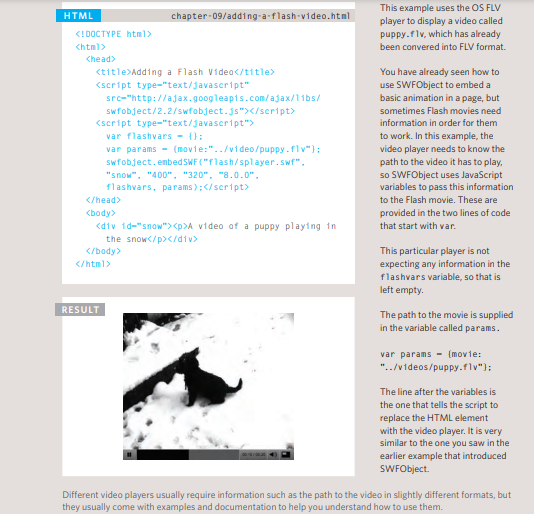 HTML
chapter-09/adding-a-flash-video.html
<!DOCTYPE html>
<html>
<head>
<title>Adding a Flash Video</title>
<script type="text/javascript"
src="http://ajax.googleapis.com/ajax/libs/
swfobject/2.2/swfobject.js"></script>
<script type="text/javascript">
var flashvars = {};
var params = {movie:"../video/puppy.flv"};
swfobject.embedSWF("flash/splayer.swf",
"snow", "400", "320", "8.0.0",
flashvars, params);</script>
</head>
<body>
<div id="snow"><p>A video of a puppy playing in
the snow</p></div>
</body>
</html>
RESULT
This example uses the OS FLV
player to display a video called
puppy.flv, which has already
been convered into FLV format.
You have already seen how to
use SWFObject to embed a
basic animation in a page, but
sometimes Flash movies need
information in order for them
to work. In this example, the
video player needs to know the
path to the video it has to play,
so SWFObject uses JavaScript
variables to pass this information
to the Flash movie. These are
provided in the two lines of code
that start with var.
This particular player is not
expecting any information in the
flashvars variable, so that is
left empty.
The path to the movie is supplied
in the variable called params.
var params = {movie:
"../videos/puppy.flv"};
The line after the variables is
the one that tells the script to
replace the HTML element
with the video player. It is very
similar to the one you saw in the
earlier example that introduced
SWFObject.
Different video players usually require information such as the path to the video in slightly different formats, but
they usually come with examples and documentation to help you understand how to use them.